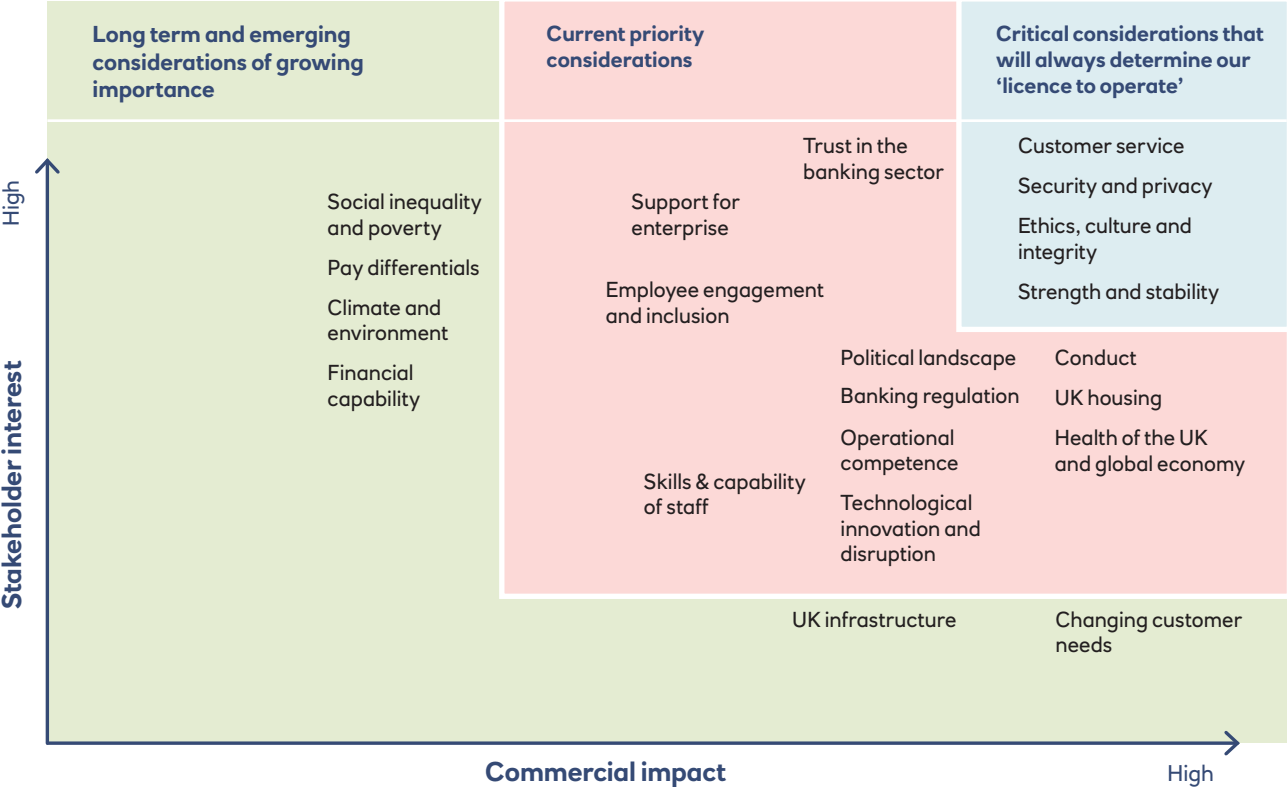 Long term and emerging
considerations of growing
importance
Current priority
considerations
Critical considerations that
will always determine our
‘licence to operate’
High
Stakeholder interest
Social inequality
and poverty
Pay differentials
Climate and
environment
Financial
capability
Trust in the
banking sector
Support for
enterprise
Employee engagement
and inclusion
Skills & capability
of staff
Political landscape
Banking regulation
Operational
competence
Technological
innovation and
disruption
Customer service
Security and privacy
Ethics, culture and
integrity
Strength and stability
Conduct
UK housing
Health of the UK
and global economy
UK infrastructure
Changing customer
needs
Commercial impact
High